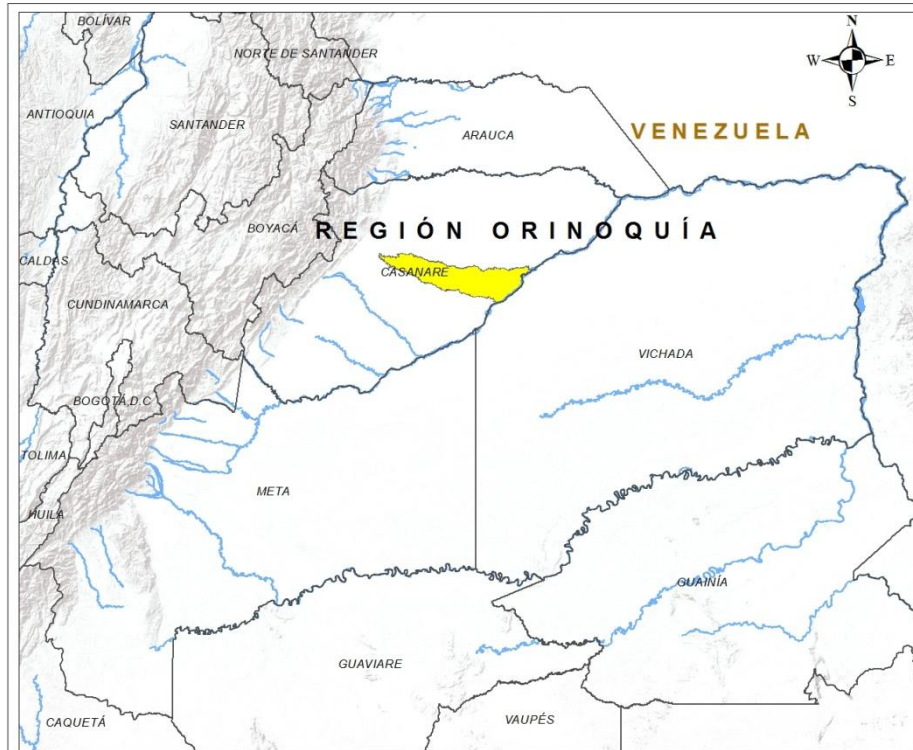 BOLÍVAR
N
NORTE DE SANTANDER
W
E
S
ANTIOQUIA
SANTANDER
ARAUCA
VENEZUELA
BOYACÁ
REGIÓN ORINOQUÍA
CALDAS
CASANARE
CUNDINAMARCA
VICHADA
BOGOTÁ,D.C
TOLIMA
META
HUILA
GUAINÍA
GUAVIARE
CAQUETÁ
VAUPÉS